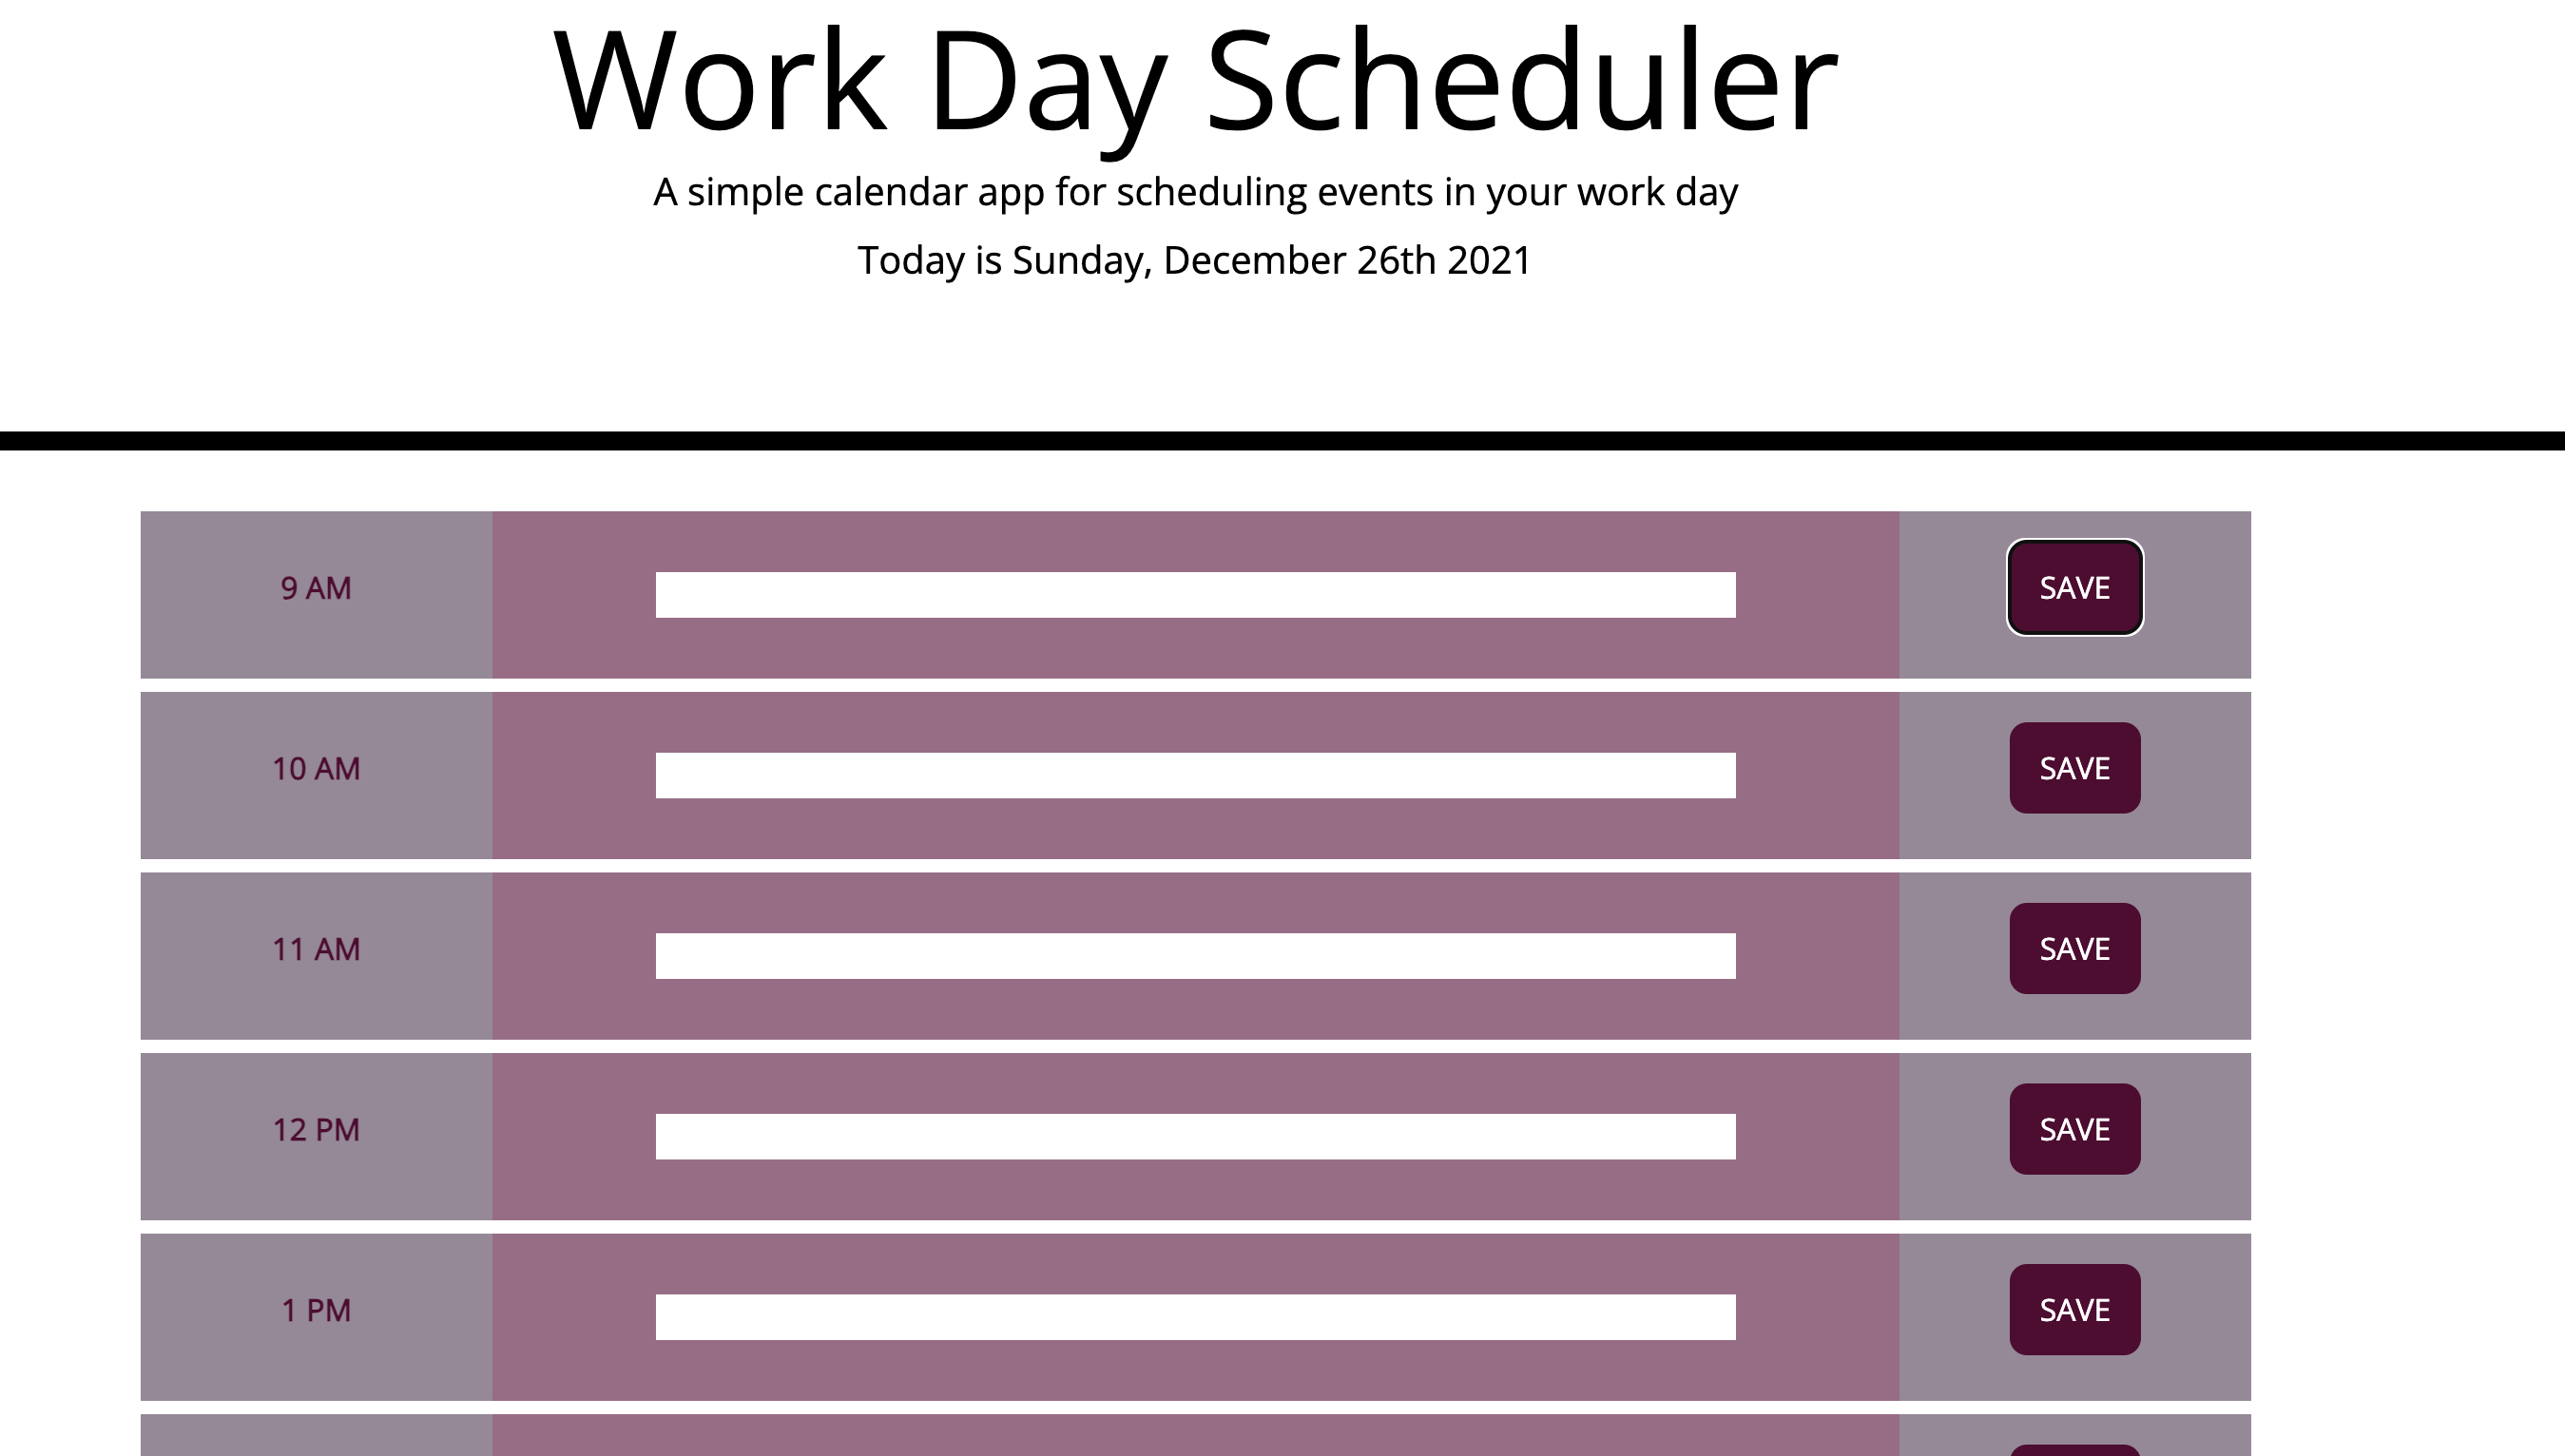 Work Day Scheduler
A simple calendar app for scheduling events in your work day
Today is Sunday, December 26th 2021
9 AM
SAVE
10 AM
SAVE
11 AM
SAVE
12 PM
SAVE
1 PM
SAVE